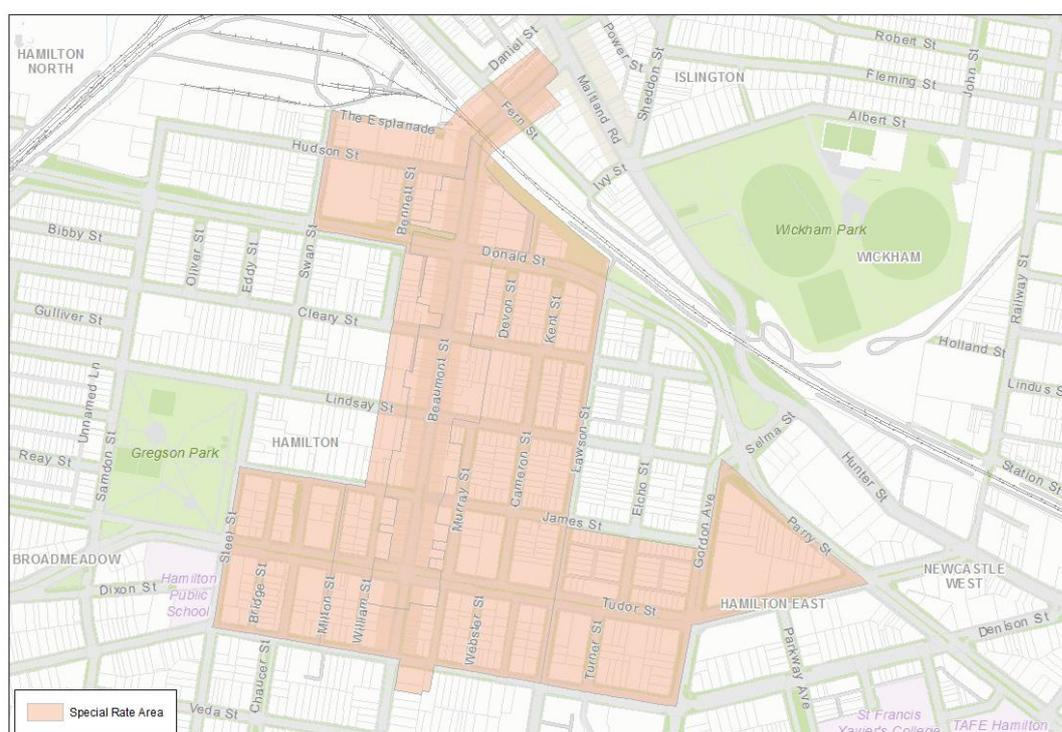 HAMILTON
NORTH
Daniel St
Power St
Sheddon St
Robert St
Fleming St
John St
ISLINGTON
Albert St
Maitland Rd
The Esplanade
Fern St
Hudson St
Ivy St
Bennett St
Wickham Park
WICKHAM
Bibby St
Oliver St
Eddy St
Swan St
Donald St
Railway St
Gulliver St
Cleary St
Devon St
Kent St
Holland St
Beaumont St
Unnamed Ln
Lindsay St
Lindus S
HAMILTON
Gregson Park
Samdon St
Reay St
Murray St
Cameron St
Lawson St
Elcho St
Selma St
Hunter St
Station St
Steel St
James St
Gordon Ave
Parry St
BROADMEADOW
Dixon St
Hamilton
Public
School
Bridge St
Milton St
William St
Webster St
Tudor St
Turner St
HAMILTON EAST
NEWCASTLE
WEST
Denison St
Parkway Ave
Chaucer St
Veda St
St Francis
Xavier's College
TAFE Hamilton
Special Rate Area